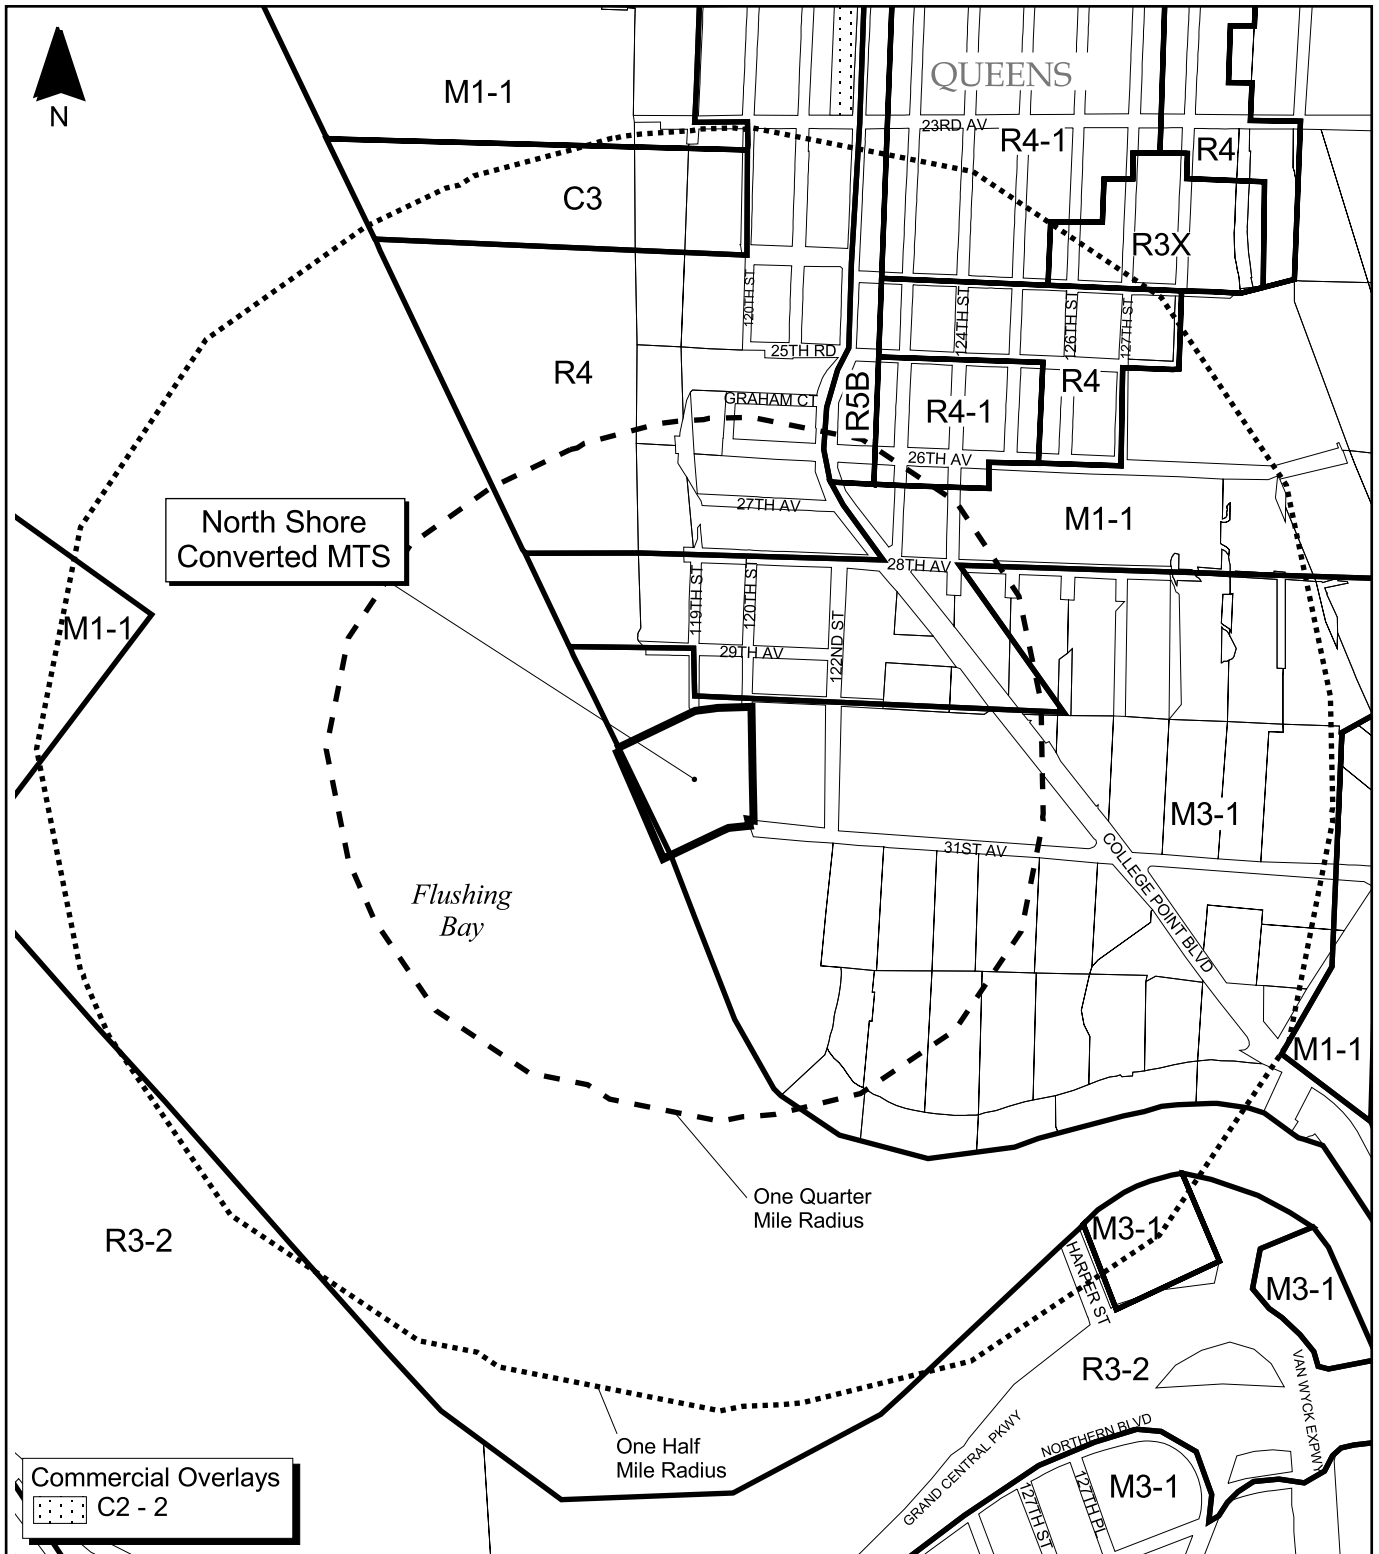 QUEENS
M1-1
N
23RD AV
R4-1
R4
C3
R3X
120TH ST
124TH ST
126TH ST
127TH ST
25TH RD
R4
R5B
R4
GRAHAM CT
R4-1
26TH AV
27TH AV
M1-1
North Shore
Converted MTS
28TH AV
119TH ST
120TH ST
122ND ST
M1-1
29TH AV
M3-1
31ST AV
COLLEGE POINT BLVD
Flushing
Bay
M1-1
One Quarter
Mile Radius
R3-2
M3-1
HARPER ST
M3-1
R3-2
VAN WYCK EXPWY
GRAND CENTRAL PKWY
NORTHERN BLVD
One Half
Mile Radius
M3-1
127TH ST
127TH PL
Commercial Overlays
C2 - 2